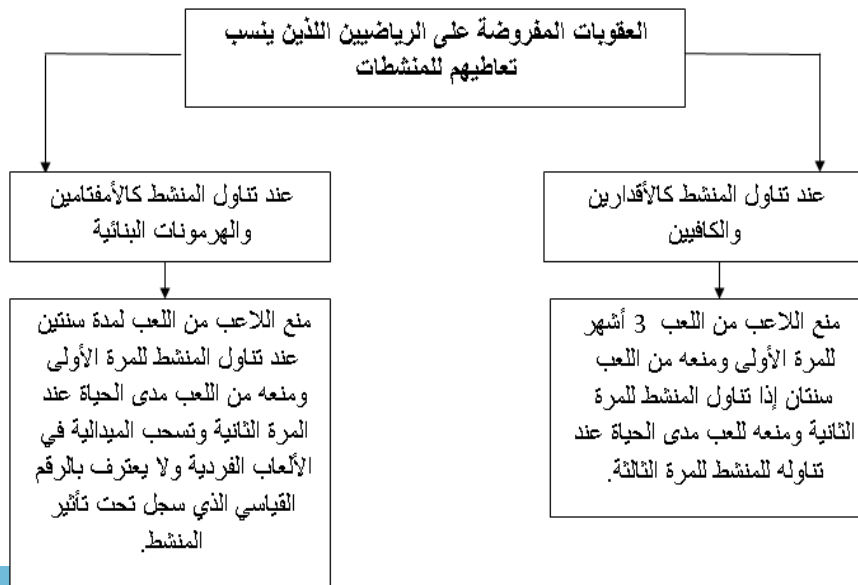 العقوبات المفروضة على الرياضيين اللذين ينسب
تعاطيهم للمنشطات
عند تناول المنشط كالأقدارين
والكافيين
منع اللاعب من اللعب 3 أشهر
للمرة الأولى ومنعه من اللعب
سنتان إذا تناول المنشط للمرة
الثانية ومنعه للعب مدى الحياة عند
تناوله للمنشط للمرة الثالثة.
عند تناول المنشط كالأمفتامين
والهرمونات البنائية
منع اللاعب من اللعب لمدة سنتين
عند تناول المنشط للمرة الأولى
ومنعه من اللعب مدى الحياة عند
المرة الثانية وتسحب الميدالية في
الألعاب الفردية ولا يعترف بالرقم
القياسي الذي سجل تحت تأثير
المنشط.